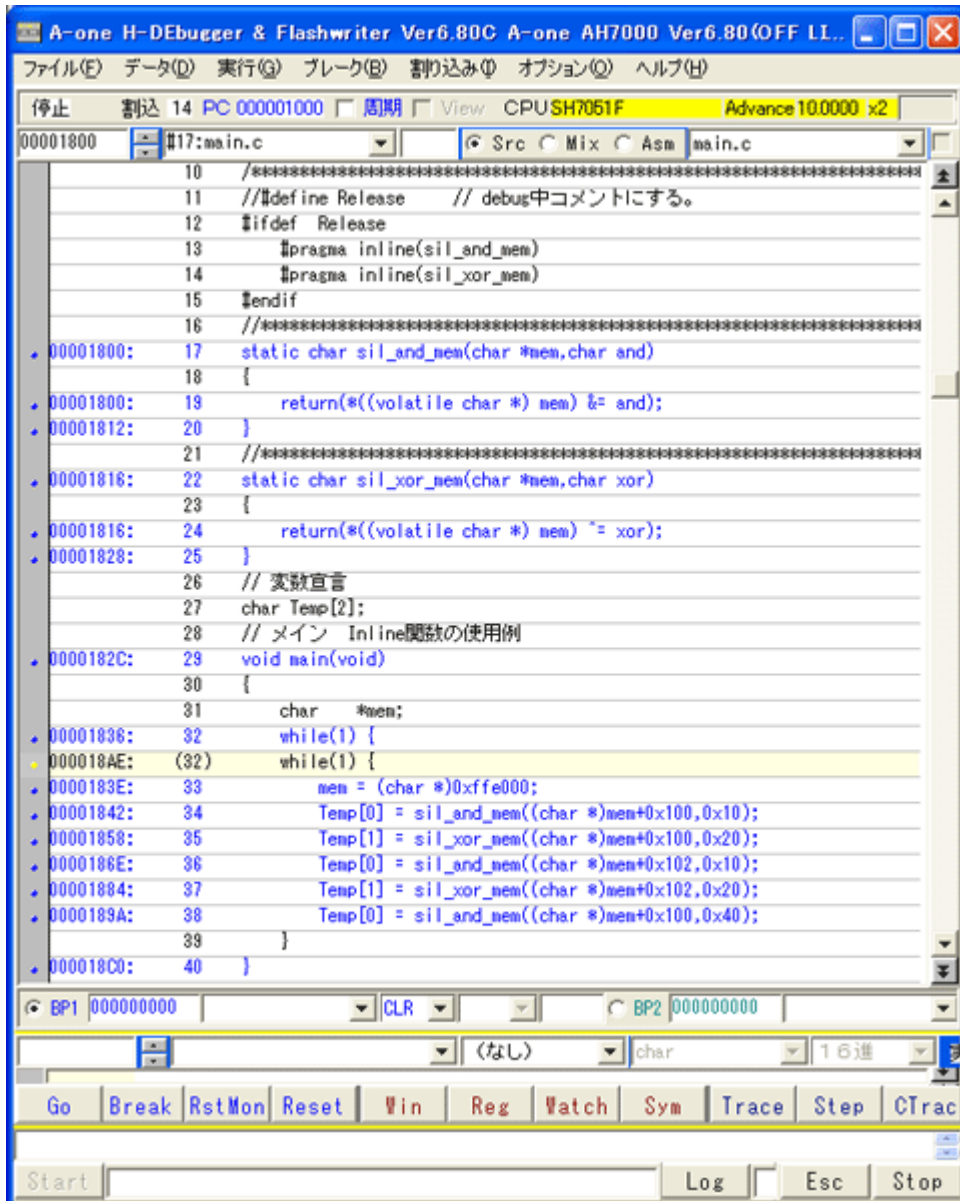 A-one H-DEbugger & Flashwriter Ver6.80C A-one AH7000 Ver6.80(OFF LI..
ファイル(F) データ(D) 実行(G) ブレーク(B) 割り込み(I) オプション(O) ヘルプ(H)
停止 割込 14 PC 000001000 周期 View CPU SH7051F Advance 10.0000 x2
00001800 #17:main.c Src Mix Asm main.c
10 /************************************************************************
11 //#define Release // debug中コメントにする。
12 #ifdef Release
13 #pragma inline(sil_and_mem)
14 #pragma inline(sil_xor_mem)
15 #endif
16 //***********************************************************************
00001800: 17 static char sil_and_mem(char *mem,char and)
18 {
00001800: 19 return(*((volatile char *) mem) &= and);
00001812: 20 }
21 //***********************************************************************
00001816: 22 static char sil_xor_mem(char *mem,char xor)
23 {
00001816: 24 return(*((volatile char *) mem) ^= xor);
00001828: 25 }
26 // 変数宣言
27 char Temp[2];
28 // メイン Inline関数の使用例
0000182C: 29 void main(void)
30 {
31 char *mem;
00001836: 32 while(1) {
000018AE: (32) while(1) {
0000183E: 33 mem = (char *)0xffe000;
00001842: 34 Temp[0] = sil_and_mem((char *)mem+0x100,0x10);
00001858: 35 Temp[1] = sil_xor_mem((char *)mem+0x100,0x20);
0000186E: 36 Temp[0] = sil_and_mem((char *)mem+0x102,0x10);
00001884: 37 Temp[1] = sil_xor_mem((char *)mem+0x102,0x20);
0000189A: 38 Temp[0] = sil_and_mem((char *)mem+0x100,0x40);
39 }
000018C0: 40 }
BP1 000000000 CLR BP2 000000000
(なし) char 16進
Go Break RstMon Reset Win Reg Watch Sym Trace Step CTrac
Start Log Esc Stop